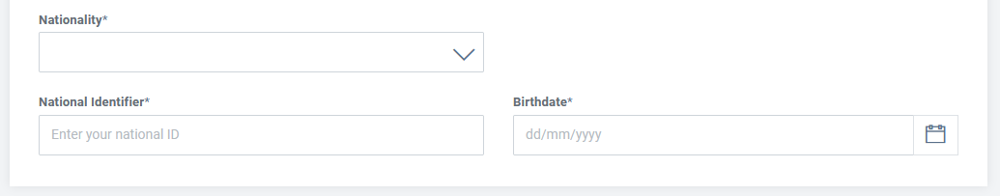 Nationality*
National Identifier*
Enter your national ID
Birthdate*
dd/mm/yyyy